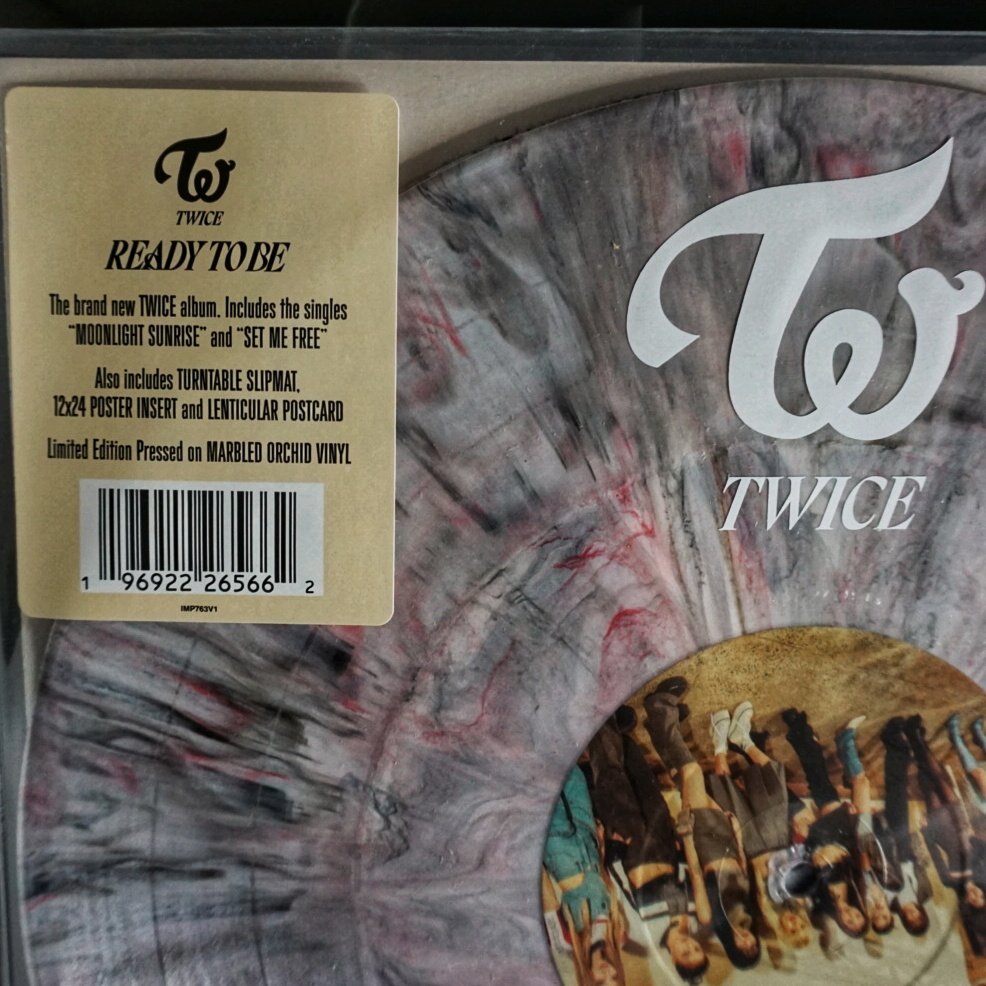 TW
TWICE
READY TO BE
The brand new TWICE album. Includes the singles
"MOONLIGHT SUNRISE" and "SET ME FREE"
Also includes TURNTABLE SLIPMAT,
12x24 POSTER INSERT and LENTICULAR POSTCARD
Limited Edition Pressed on MARBLED ORCHID VINYL
1 96922 26566 2
IMP763V1
TW
TWICE